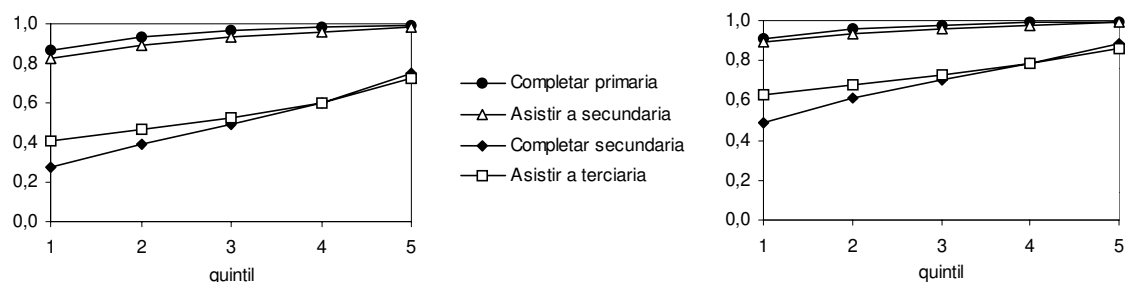 1,0
0,8
0,6
0,4
0,2
0,0
1 2 3 4 5
quintil
Completar primaria
Asistir a secundaria
Completar secundaria
Asistir a terciaria
1,0
0,8
0,6
0,4
0,2
0,0
1 2 3 4 5
quintil